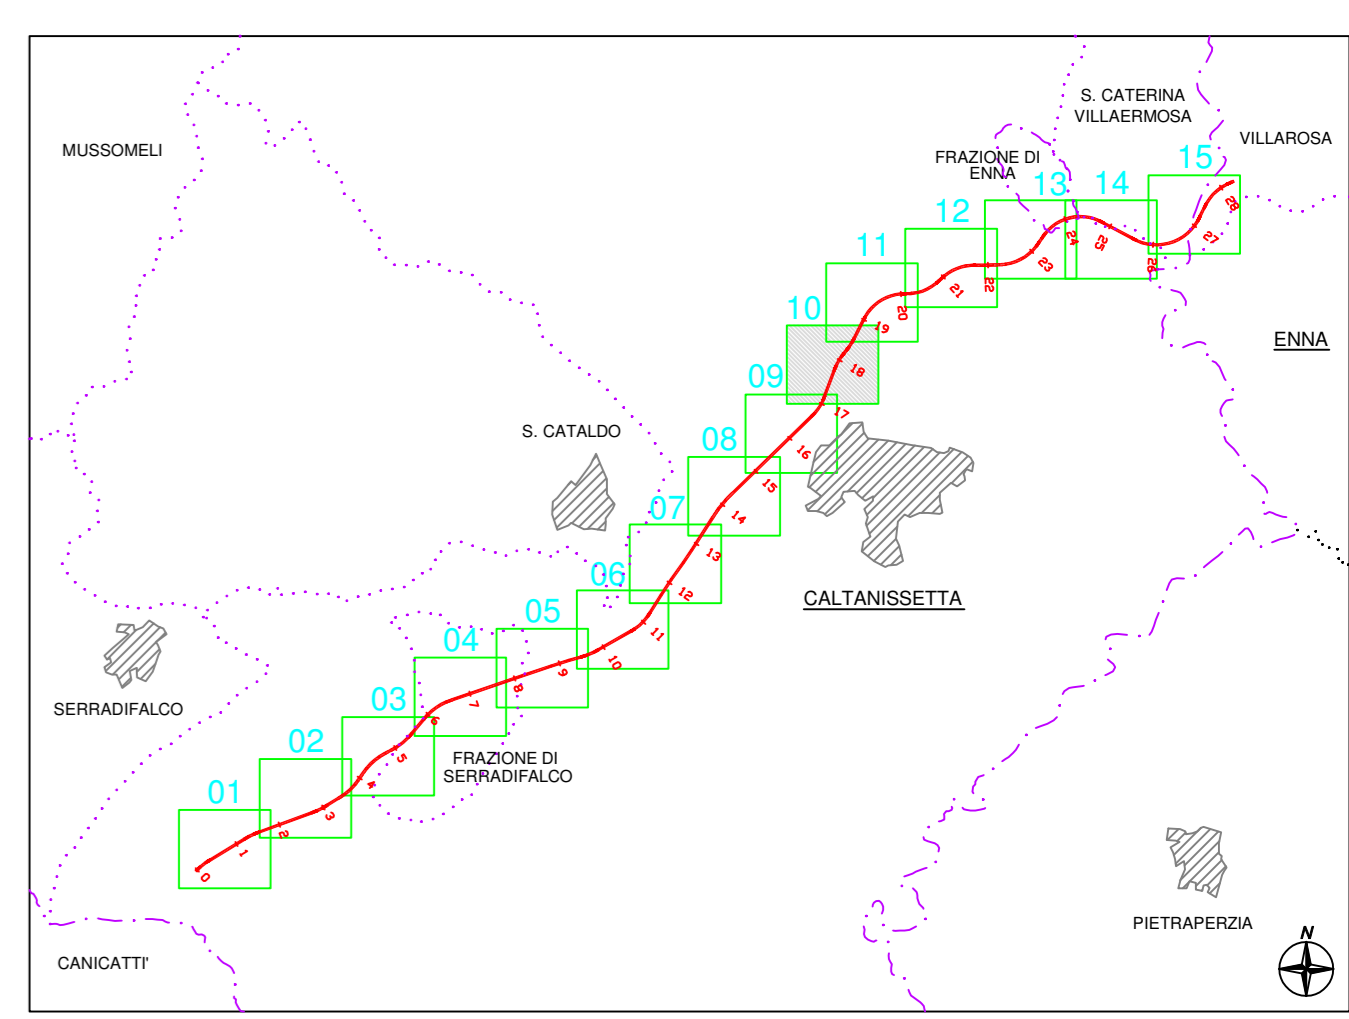 S. CATERINA
VILLAERMOSA
MUSSOMELI
VILLAROSA
FRAZIONE DI
ENNA
15
13
14
12
11
10
09
08
07
06
05
04
03
02
01
ENNA
S. CATALDO
CALTANISSETTA
SERRADIFALCO
FRAZIONE DI
SERRADIFALCO
PIETRAPERZIA
CANICATTI'
N
0
1
2
3
4
5
6
7
8
9
10
11
12
13
14
15
16
17
18
19
20
21
22
23
24
25
26
27
28